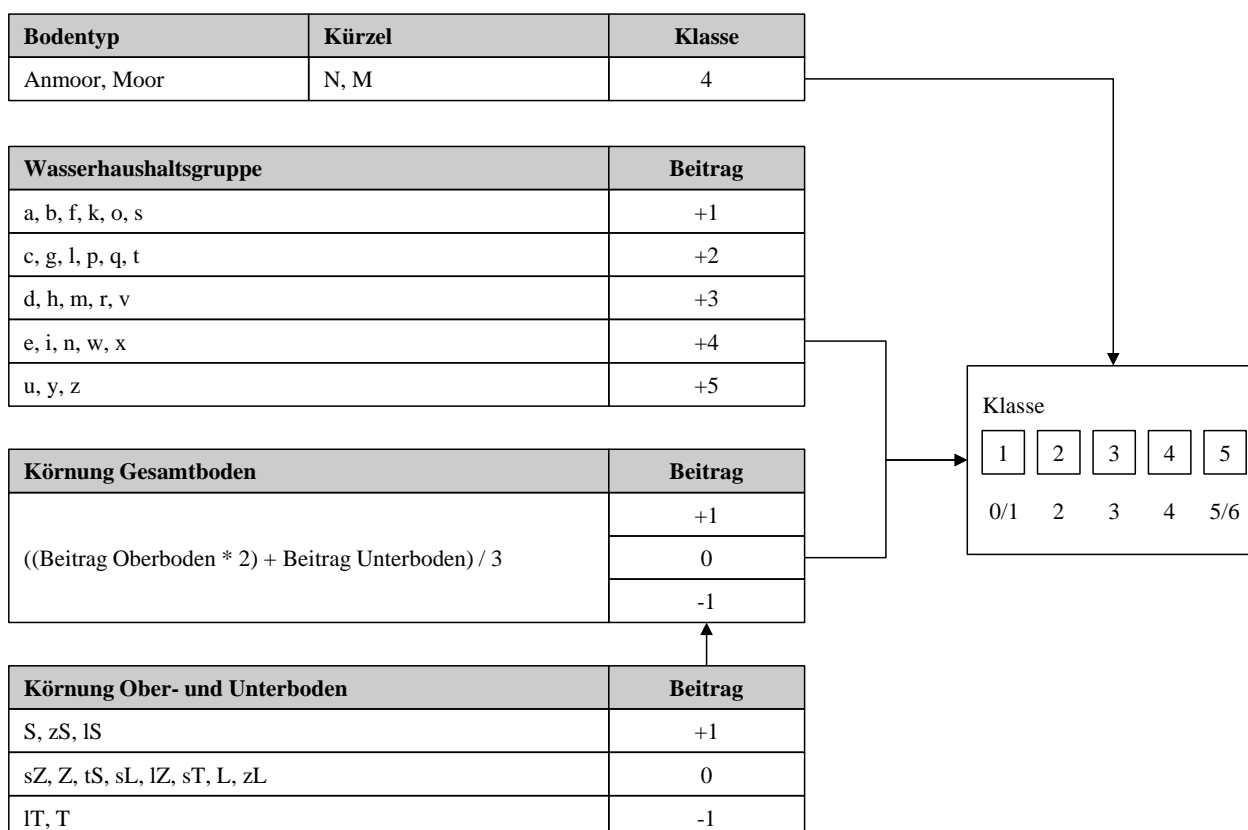 Bodentyp Kürzel Klasse
Anmoor, Moor N, M 4
Wasserhaushaltsgruppe Beitrag
a, b, f, k, o, s +1
c, g, l, p, q, t +2
d, h, m, r, v +3
e, i, n, w, x +4
u, y, z +5
Klasse
1 2 3 4 5
0/1 2 3 4 5/6
Körnung Gesamtboden Beitrag
+1
((Beitrag Oberboden * 2) + Beitrag Unterboden) / 3 0
-1
Körnung Ober- und Unterboden Beitrag
S, zS, lS +1
sZ, Z, tS, sL, lZ, sT, L, zL 0
lT, T -1